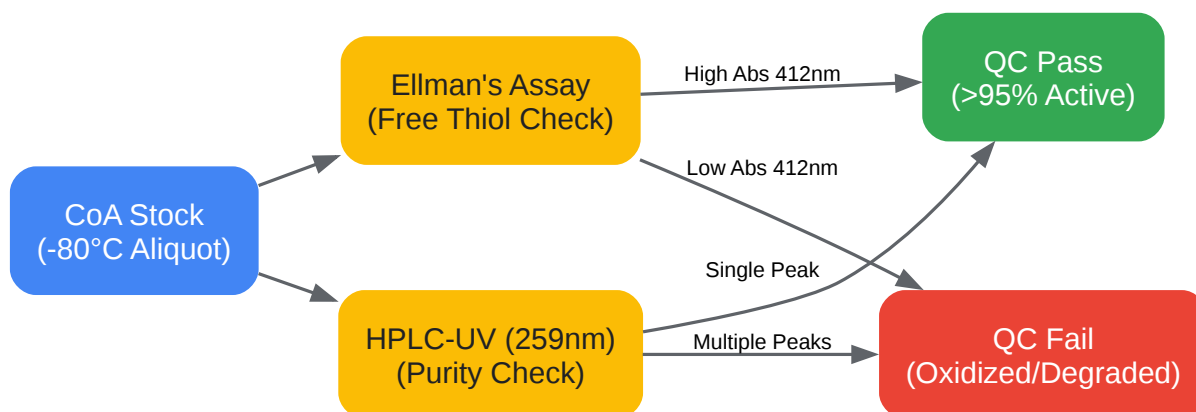 CoA Stock
(-80°C Aliquot)
Ellman's Assay
(Free Thiol Check)
HPLC-UV (259nm)
(Purity Check)
High Abs 412nm
Low Abs 412nm
Single Peak
Multiple Peaks
QC Pass
(>95% Active)
QC Fail
(Oxidized/Degraded)